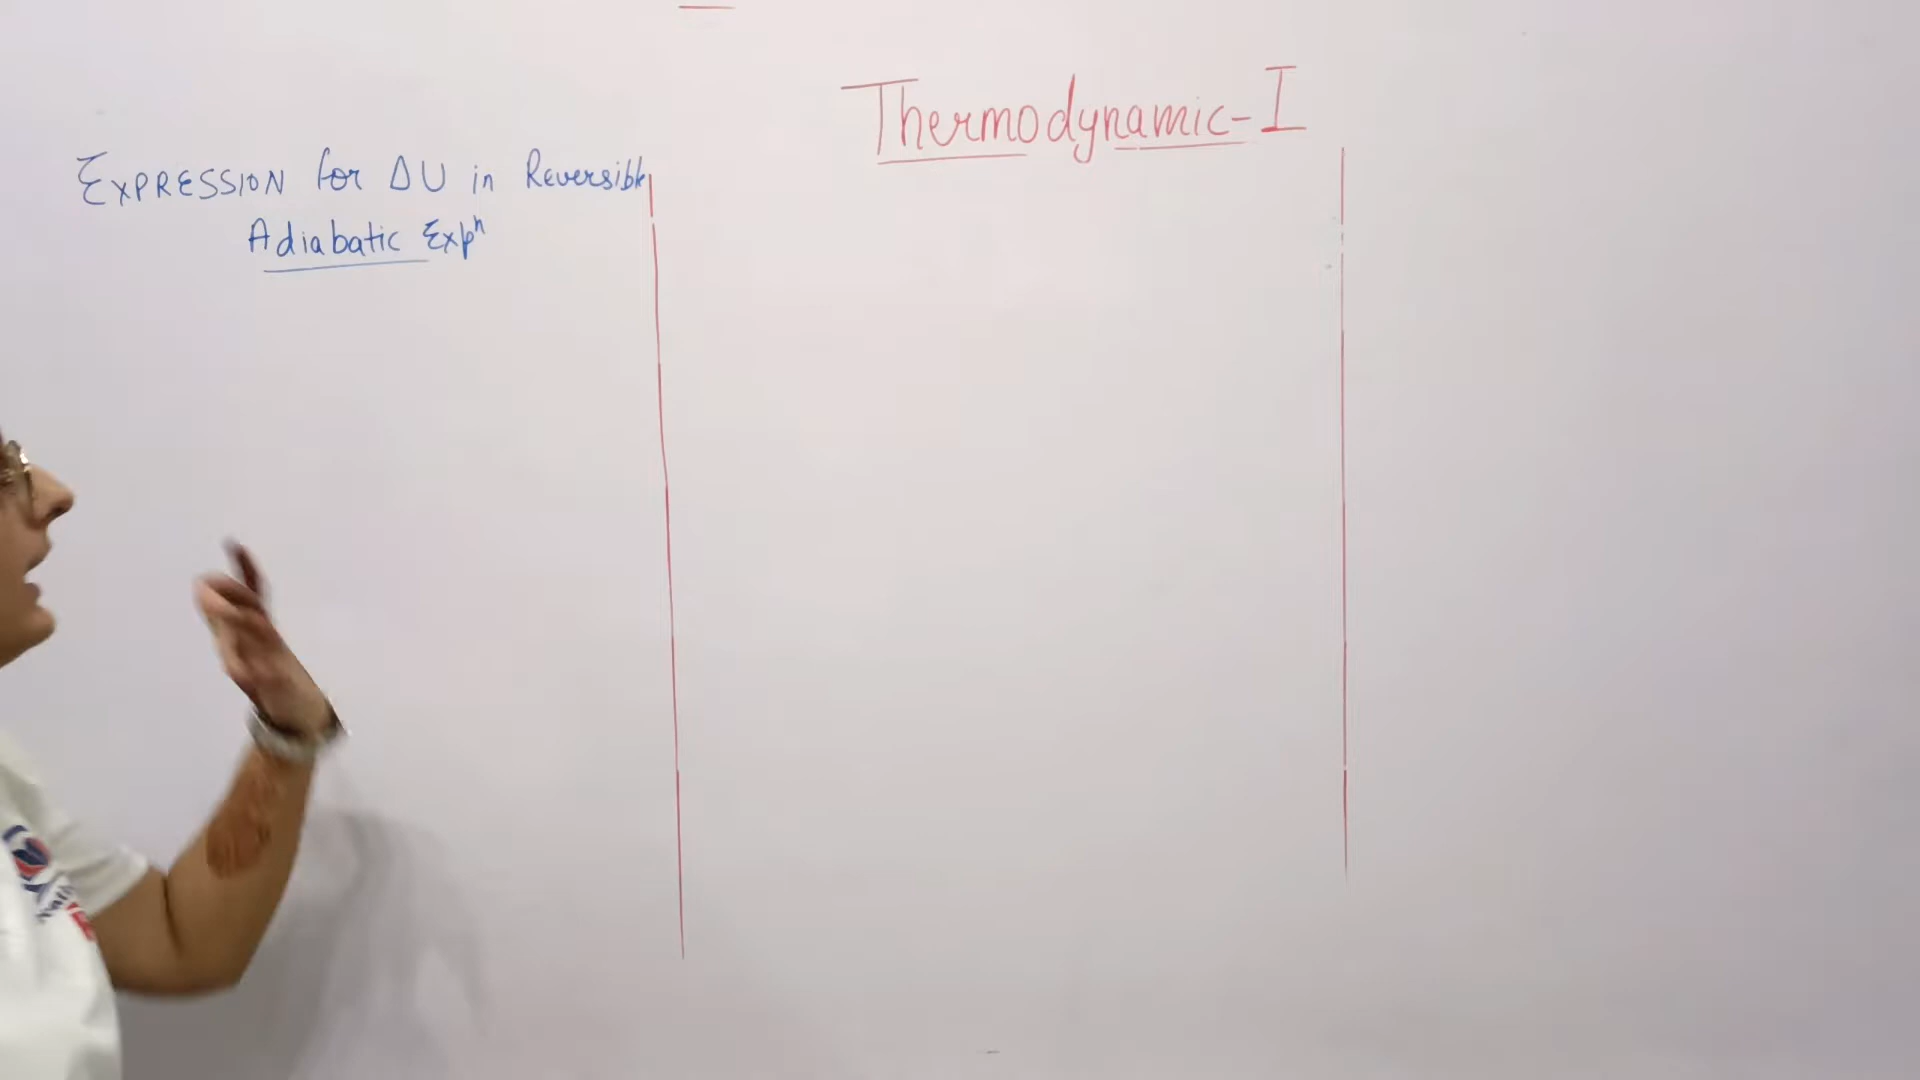 Thermodynamic-I
EXPRESSION for ΔU in Reversible
Adiabatic Expⁿ